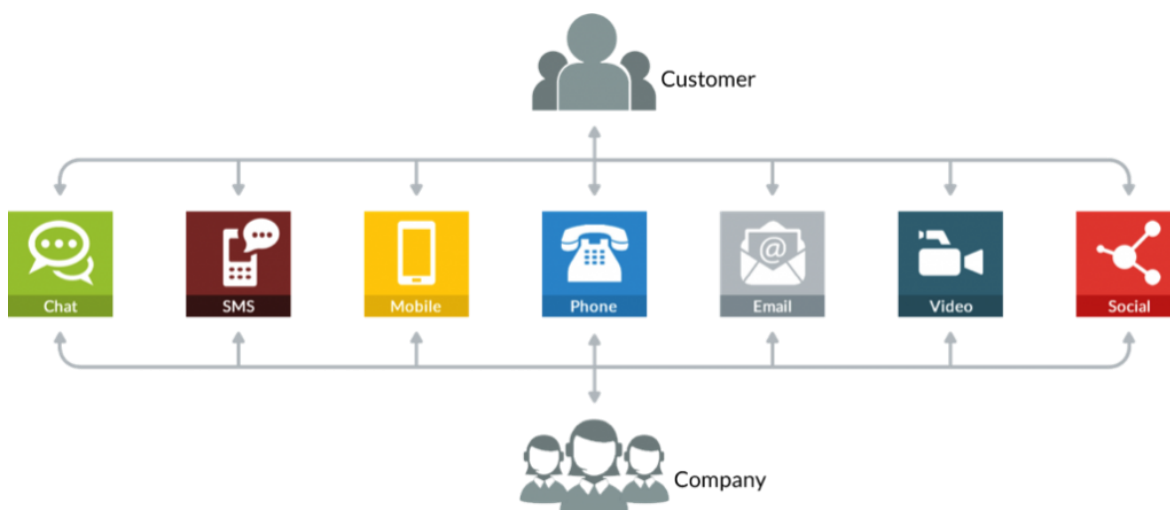 Customer
Chat
SMS
Mobile
Phone
Email
Video
Social
Company